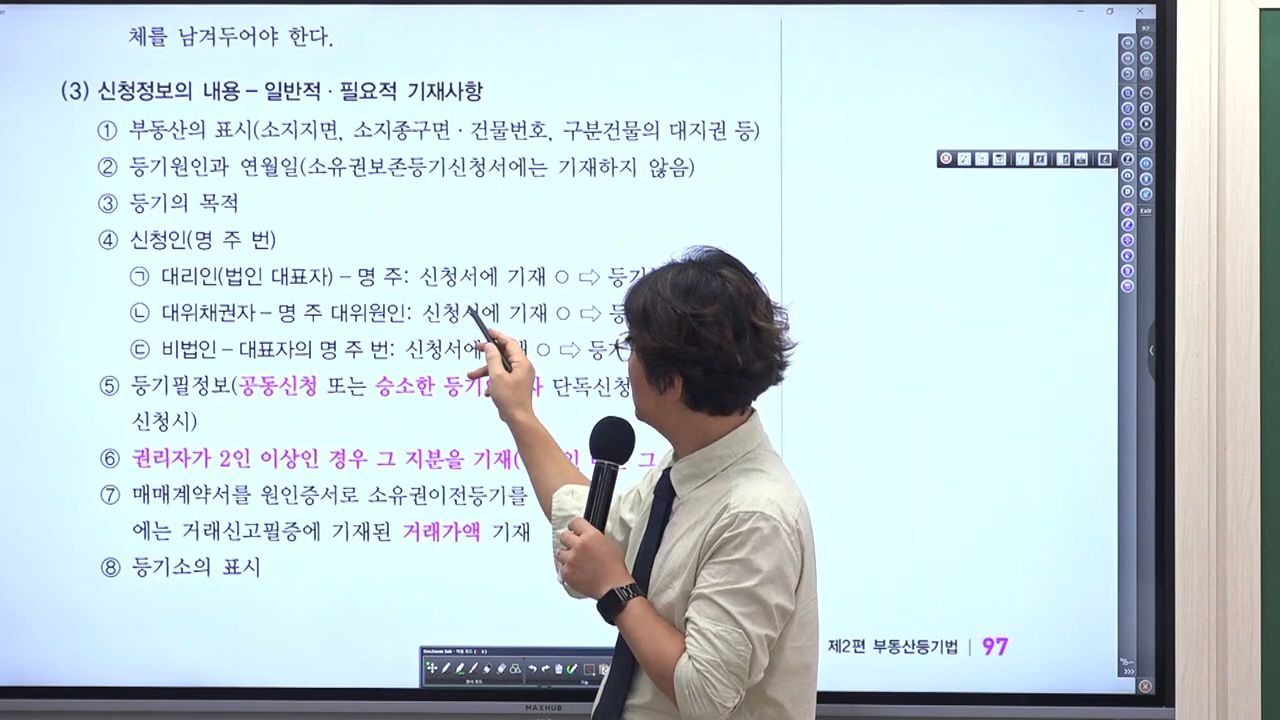 체를 남겨두어야 한다.
(3) 신청정보의 내용 – 일반적 · 필요적 기재사항
① 부동산의 표시(소지지면, 소지종구면 · 건물번호, 구분건물의 대지권 등)
② 등기원인과 연월일(소유권보존등기신청서에는 기재하지 않음)
③ 등기의 목적
④ 신청인(명 주 번)
㉠ 대리인(법인 대표자) – 명 주: 신청서에 기재 ○ ⇨
㉡ 대위채권자 – 명 주 대위원인: 신청서에 기재 ○ ⇨
㉢ 비법인 – 대표자의 명 주 번: ○ ⇨
⑤ 등기필정보(공동신청 또는 승소한 단독신청
신청시)
⑥ 권리자가 2인 이상인 경우 그 지분을 기재( 그
⑦ 매매계약서를 원인증서로 소유권이전등기를
에는 거래신고필증에 기재된 거래가액 기재
⑧ 등기소의 표시
제2편 부동산등기법 | 97
97
Exit
MAXHUB